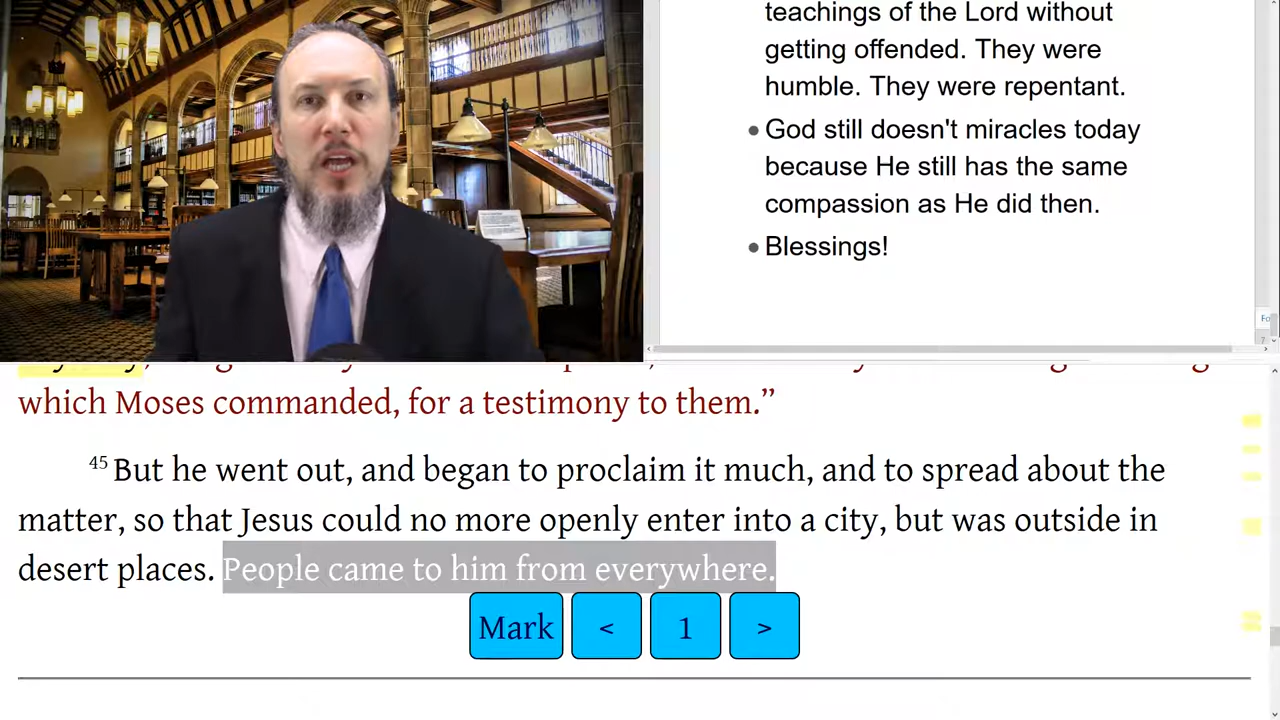 teachings of the Lord without
getting offended. They were
humble. They were repentant.
God still doesn't miracles today
because He still has the same
compassion as He did then.
Blessings!
which Moses commanded, for a testimony to them.”
45 But he went out, and began to proclaim it much, and to spread about the
matter, so that Jesus could no more openly enter into a city, but was outside in
desert places. People came to him from everywhere.
Mark < 1 >